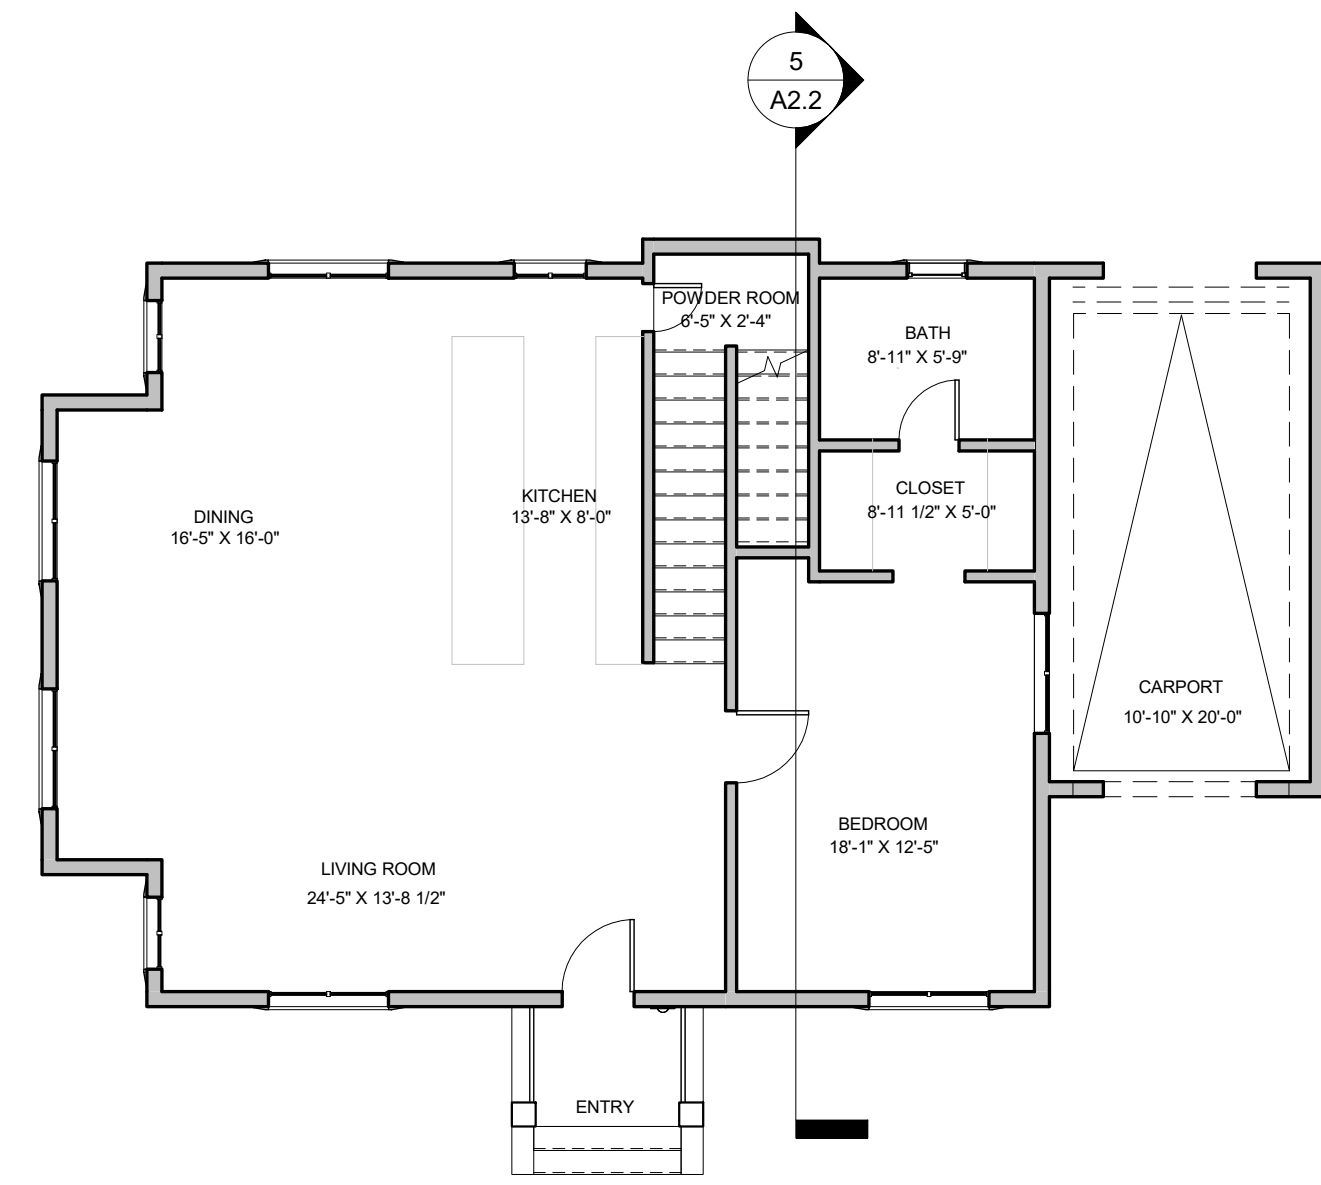 5
A2.2
POWDER ROOM
6'-5" X 2'-4"
BATH
8'-11" X 5'-9"
KITCHEN
13'-8" X 8'-0"
CLOSET
8'-11 1/2" X 5'-0"
DINING
16'-5" X 16'-0"
CARPORT
10'-10" X 20'-0"
BEDROOM
18'-1" X 12'-5"
LIVING ROOM
24'-5" X 13'-8 1/2"
ENTRY